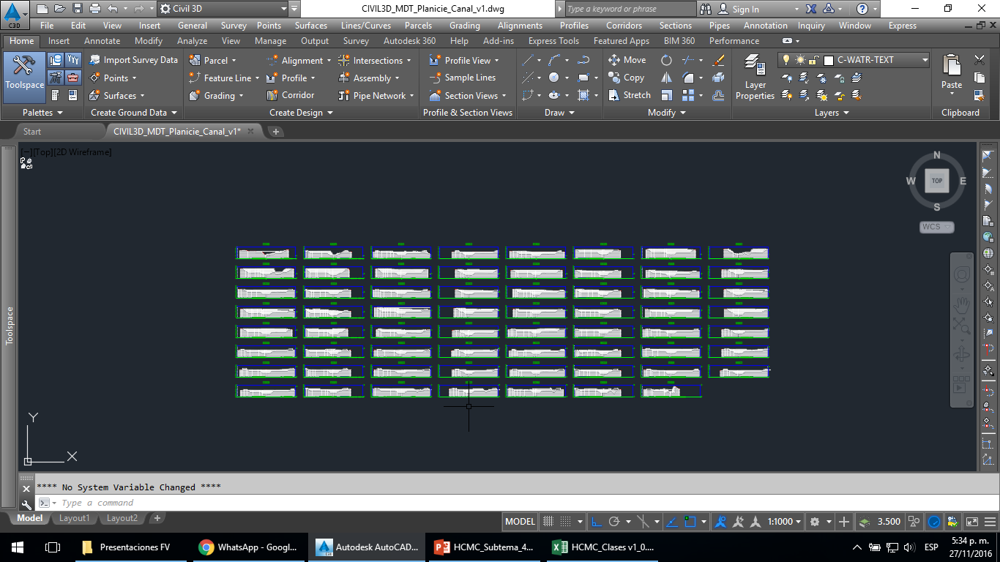 Civil 3D
CIVIL3D_MDT_Planicie_Canal_v1.dwg
Type a keyword or phrase
Sign In
C3D
File Edit View Insert General Survey Points Surfaces Lines/Curves Parcels Grading Alignments Profiles Corridors Sections Pipes Annotation Inquiry Window Express
Home Insert Annotate Modify Analyze View Manage Output Survey Autodesk 360 Help Add-ins Express Tools Featured Apps BIM 360 Performance
Toolspace
Import Survey Data
Points
Surfaces
Parcel
Feature Line
Grading
Alignment
Profile
Corridor
Intersections
Assembly
Pipe Network
Profile View
Sample Lines
Section Views
Move
Copy
Stretch
Layer Properties
C-WATR-TEXT
Paste
Palettes
Create Ground Data
Create Design
Profile & Section Views
Draw
Modify
Layers
Clipboard
Start
CIVIL3D_MDT_Planicie_Canal_v1*
[−][Top][2D Wireframe]
N
W TOP E
S
WCS
Toolspace
Y
X
**** No System Variable Changed ****
Type a command
Model Layout1 Layout2
MODEL
1:1000
3.500
Presentaciones FV
WhatsApp - Googl...
Autodesk AutoCAD...
HCMC_Subtema_4...
HCMC_Clases v1_0....
ESP
5:34 p. m.
27/11/2016